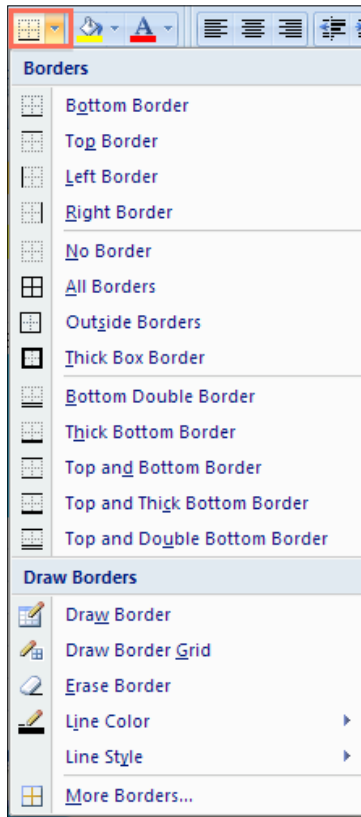 A
Borders
Bottom Border
Top Border
Left Border
Right Border
No Border
All Borders
Outside Borders
Thick Box Border
Bottom Double Border
Thick Bottom Border
Top and Bottom Border
Top and Thick Bottom Border
Top and Double Bottom Border
Draw Borders
Draw Border
Draw Border Grid
Erase Border
Line Color
Line Style
More Borders...